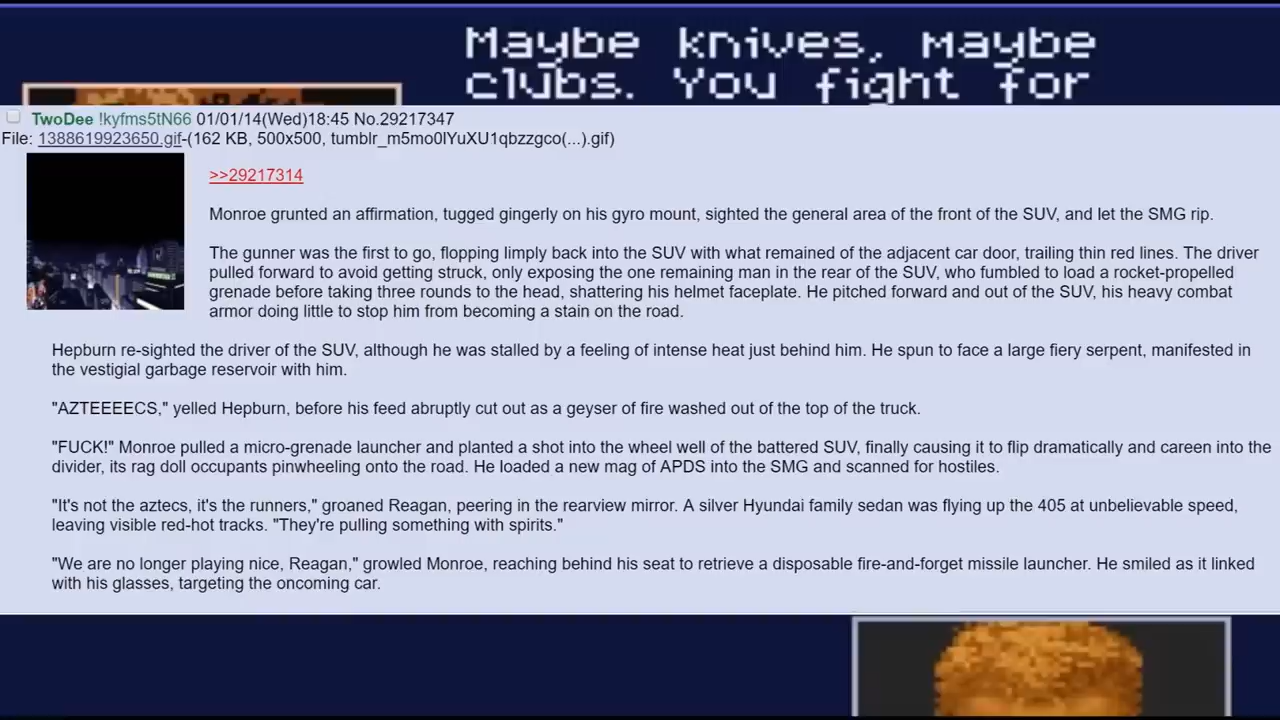 Maybe knives, maybe
clubs. You fight for
TwoDee !kyfms5tN66 01/01/14(Wed)18:45 No.29217347
File: 1388619923650.gif-(162 KB, 500x500, tumblr_m5mo0lYuXU1qbzzgco(...).gif)
>>29217314
Monroe grunted an affirmation, tugged gingerly on his gyro mount, sighted the general area of the front of the SUV, and let the SMG rip.
The gunner was the first to go, flopping limply back into the SUV with what remained of the adjacent car door, trailing thin red lines. The driver
pulled forward to avoid getting struck, only exposing the one remaining man in the rear of the SUV, who fumbled to load a rocket-propelled
grenade before taking three rounds to the head, shattering his helmet faceplate. He pitched forward and out of the SUV, his heavy combat
armor doing little to stop him from becoming a stain on the road.
Hepburn re-sighted the driver of the SUV, although he was stalled by a feeling of intense heat just behind him. He spun to face a large fiery serpent, manifested in
the vestigial garbage reservoir with him.
"AZTEEEECS," yelled Hepburn, before his feed abruptly cut out as a geyser of fire washed out of the top of the truck.
"FUCK!" Monroe pulled a micro-grenade launcher and planted a shot into the wheel well of the battered SUV, finally causing it to flip dramatically and careen into the
divider, its rag doll occupants pinwheeling onto the road. He loaded a new mag of APDS into the SMG and scanned for hostiles.
"It's not the aztecs, it's the runners," groaned Reagan, peering in the rearview mirror. A silver Hyundai family sedan was flying up the 405 at unbelievable speed,
leaving visible red-hot tracks. "They're pulling something with spirits."
"We are no longer playing nice, Reagan," growled Monroe, reaching behind his seat to retrieve a disposable fire-and-forget missile launcher. He smiled as it linked
with his glasses, targeting the oncoming car.